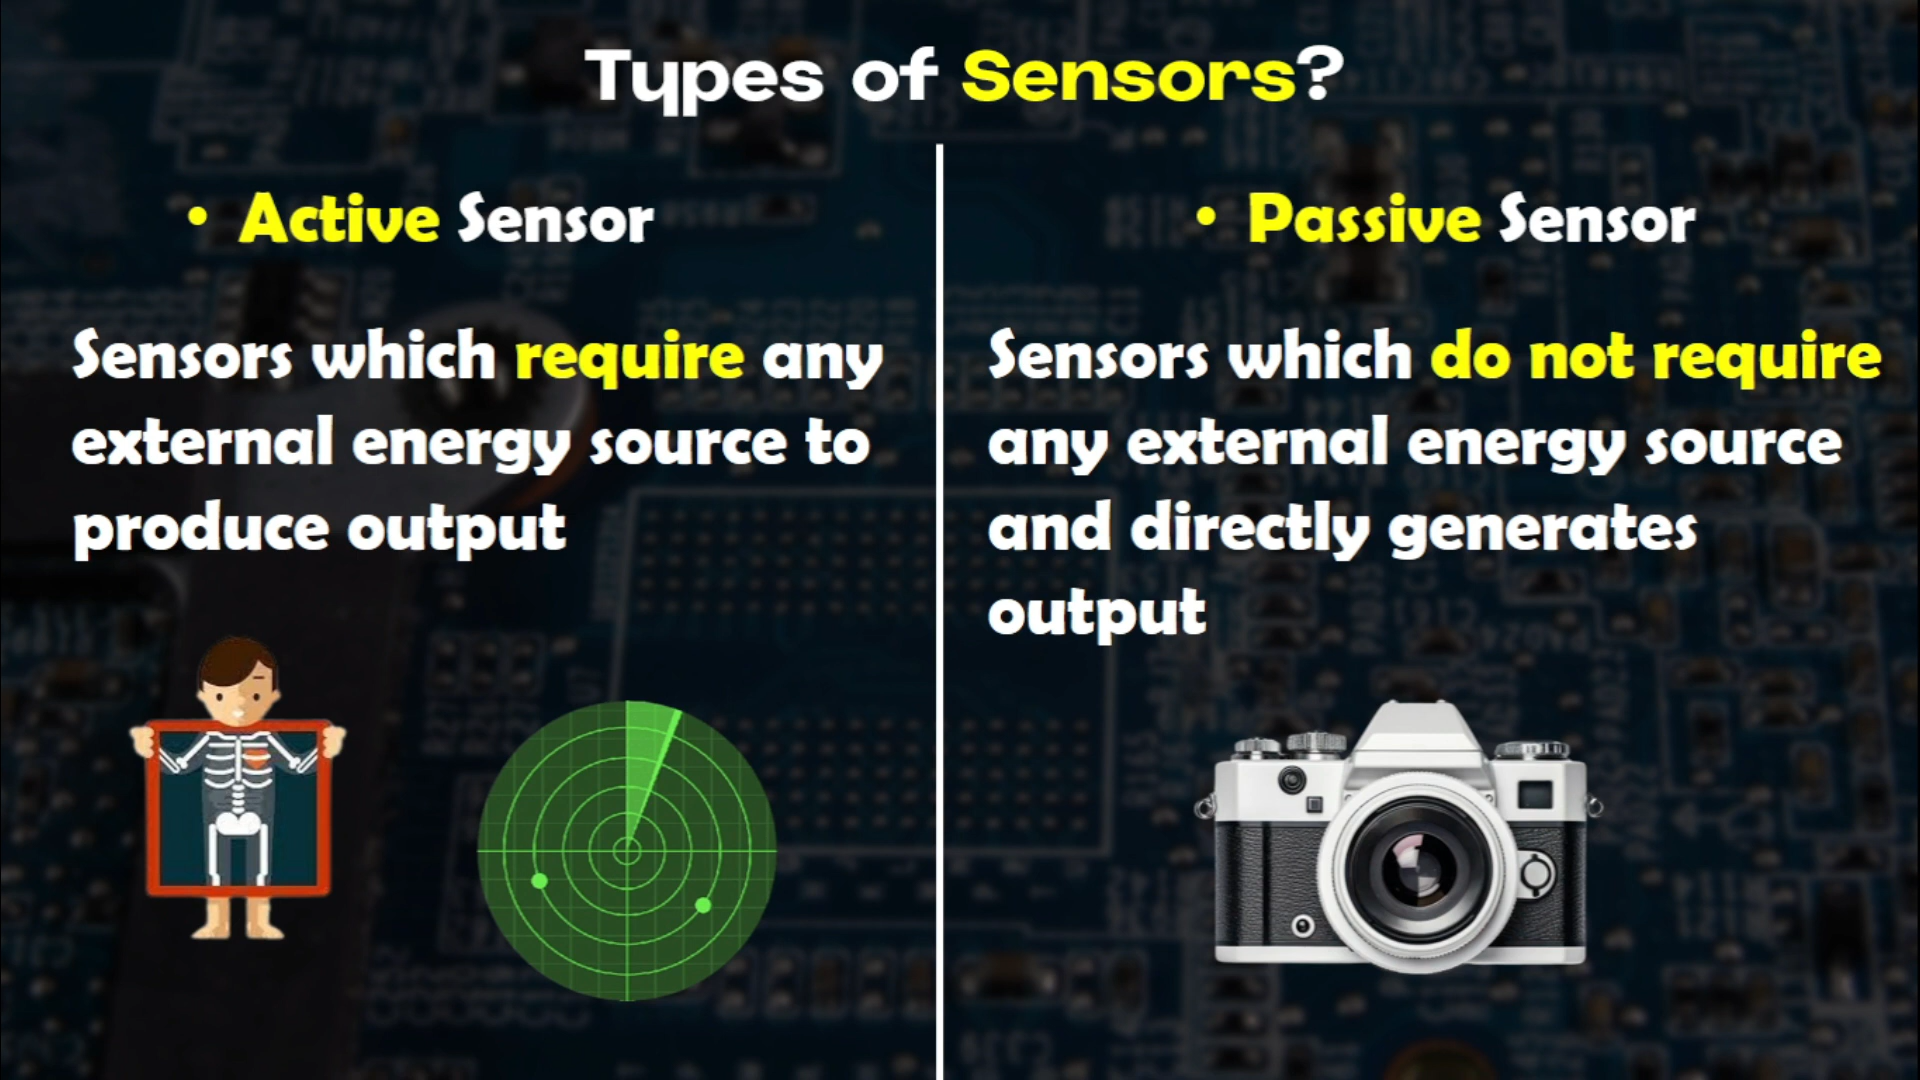 Types of Sensors?
• Active Sensor
Sensors which require any
external energy source to
produce output
• Passive Sensor
Sensors which do not require
any external energy source
and directly generates
output